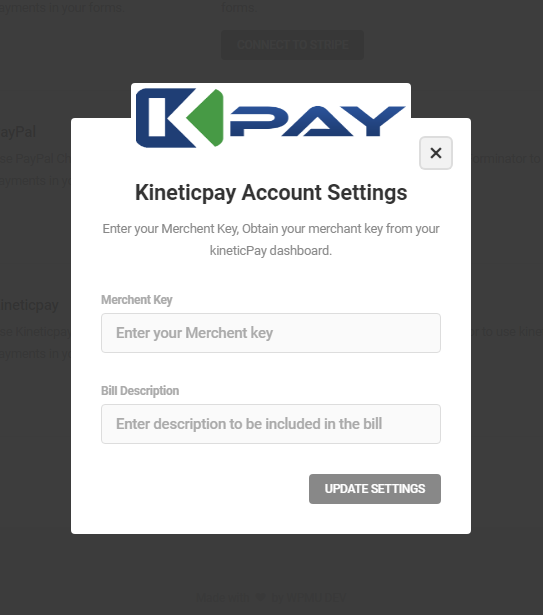 ayments in your forms.
forms.
CONNECT TO STRIPE
K PAY
ayPal
×
Kineticpay Account Settings
Enter your Merchent Key, Obtain your merchant key from your
kineticPay dashboard.
ineticpay
Merchent Key
Enter your Merchent key
Bill Description
Enter description to be included in the bill
UPDATE SETTINGS